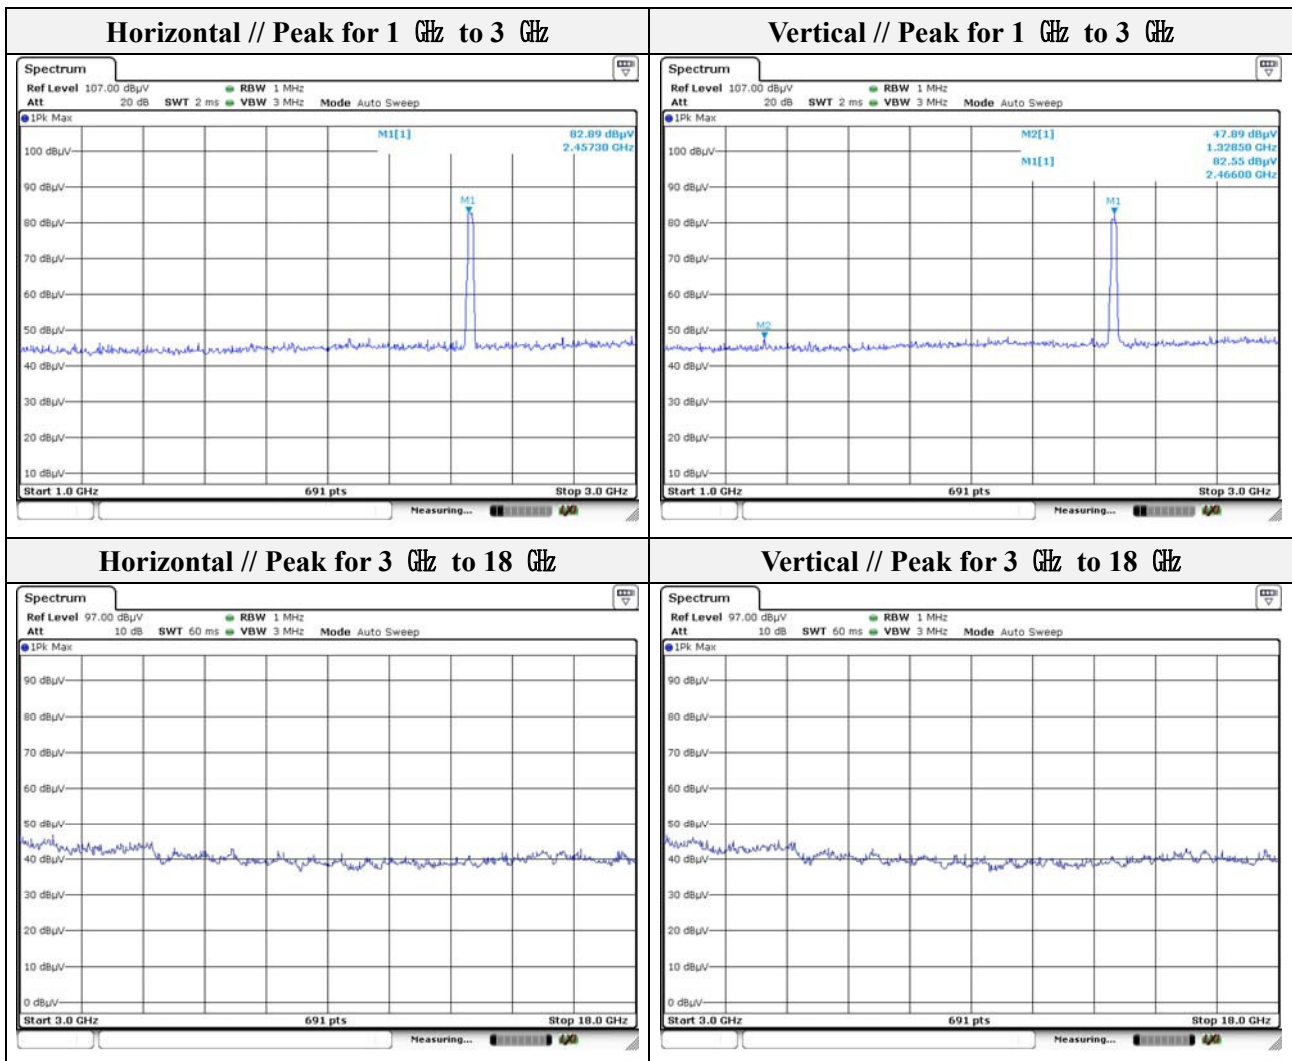 Horizontal // Peak for 1 ㎓ to 3 ㎓
Spectrum
Ref Level 107.00 dBµV RBW 1 MHz
Att 20 dB SWT 2 ms VBW 3 MHz Mode Auto Sweep
1Pk Max
M1[1] 82.89 dBµV
2.45730 GHz
100 dBµV
90 dBµV
M1
80 dBµV
70 dBµV
60 dBµV
50 dBµV
40 dBµV
30 dBµV
20 dBµV
10 dBµV
Start 1.0 GHz 691 pts Stop 3.0 GHz
Measuring...
Vertical // Peak for 1 ㎓ to 3 ㎓
Spectrum
Ref Level 107.00 dBµV RBW 1 MHz
Att 20 dB SWT 2 ms VBW 3 MHz Mode Auto Sweep
1Pk Max
M2[1] 47.89 dBµV
1.32850 GHz
M1[1] 82.55 dBµV
2.46600 GHz
100 dBµV
90 dBµV
M1
80 dBµV
70 dBµV
60 dBµV
50 dBµV
M2
40 dBµV
30 dBµV
20 dBµV
10 dBµV
Start 1.0 GHz 691 pts Stop 3.0 GHz
Measuring...
Horizontal // Peak for 3 ㎓ to 18 ㎓
Spectrum
Ref Level 97.00 dBµV RBW 1 MHz
Att 10 dB SWT 60 ms VBW 3 MHz Mode Auto Sweep
1Pk Max
90 dBµV
80 dBµV
70 dBµV
60 dBµV
50 dBµV
40 dBµV
30 dBµV
20 dBµV
10 dBµV
0 dBµV
Start 3.0 GHz 691 pts Stop 18.0 GHz
Measuring...
Vertical // Peak for 3 ㎓ to 18 ㎓
Spectrum
Ref Level 97.00 dBµV RBW 1 MHz
Att 10 dB SWT 60 ms VBW 3 MHz Mode Auto Sweep
1Pk Max
90 dBµV
80 dBµV
70 dBµV
60 dBµV
50 dBµV
40 dBµV
30 dBµV
20 dBµV
10 dBµV
0 dBµV
Start 3.0 GHz 691 pts Stop 18.0 GHz
Measuring...